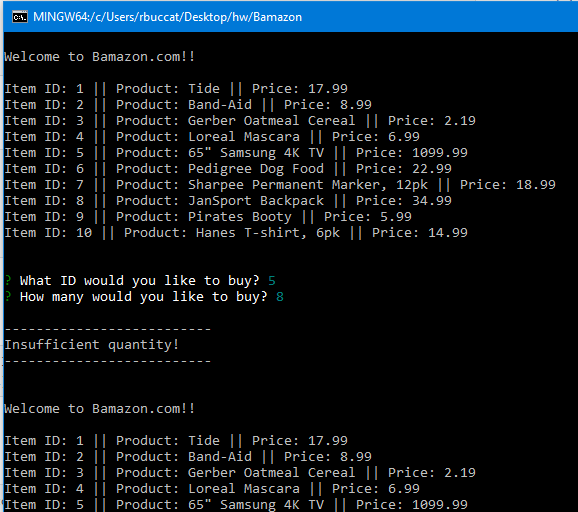 MINGW64:/c/Users/rbuccat/Desktop/hw/Bamazon
Welcome to Bamazon.com!!
Item ID: 1 || Product: Tide || Price: 17.99
Item ID: 2 || Product: Band-Aid || Price: 8.99
Item ID: 3 || Product: Gerber Oatmeal Cereal || Price: 2.19
Item ID: 4 || Product: Loreal Mascara || Price: 6.99
Item ID: 5 || Product: 65" Samsung 4K TV || Price: 1099.99
Item ID: 6 || Product: Pedigree Dog Food || Price: 22.99
Item ID: 7 || Product: Sharpee Permanent Marker, 12pk || Price: 18.99
Item ID: 8 || Product: JanSport Backpack || Price: 34.99
Item ID: 9 || Product: Pirates Booty || Price: 5.99
Item ID: 10 || Product: Hanes T-shirt, 6pk || Price: 14.99
? What ID would you like to buy? 5
? How many would you like to buy? 8
--------------------------
Insufficient quantity!
--------------------------
Welcome to Bamazon.com!!
Item ID: 1 || Product: Tide || Price: 17.99
Item ID: 2 || Product: Band-Aid || Price: 8.99
Item ID: 3 || Product: Gerber Oatmeal Cereal || Price: 2.19
Item ID: 4 || Product: Loreal Mascara || Price: 6.99
Item ID: 5 || Product: 65" Samsung 4K TV || Price: 1099.99